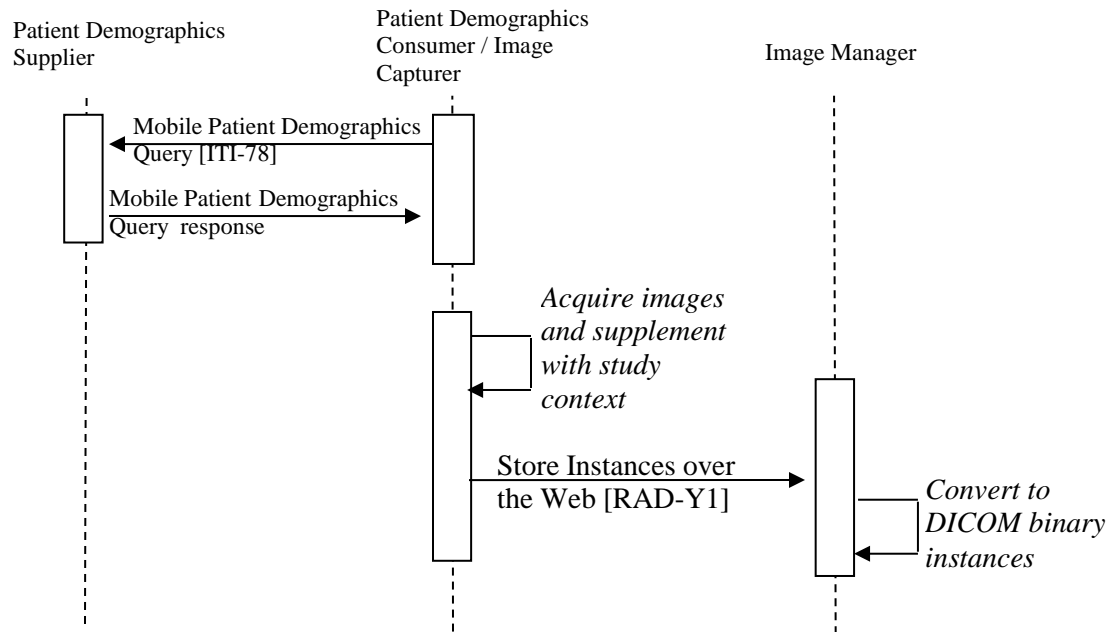 Patient Demographics
Supplier
Patient Demographics
Consumer / Image
Capturer
Image Manager
Mobile Patient Demographics
Query [ITI-78]
Mobile Patient Demographics
Query response
Acquire images
and supplement
with study
context
Store Instances over
the Web [RAD-Y1]
Convert to
DICOM binary
instances